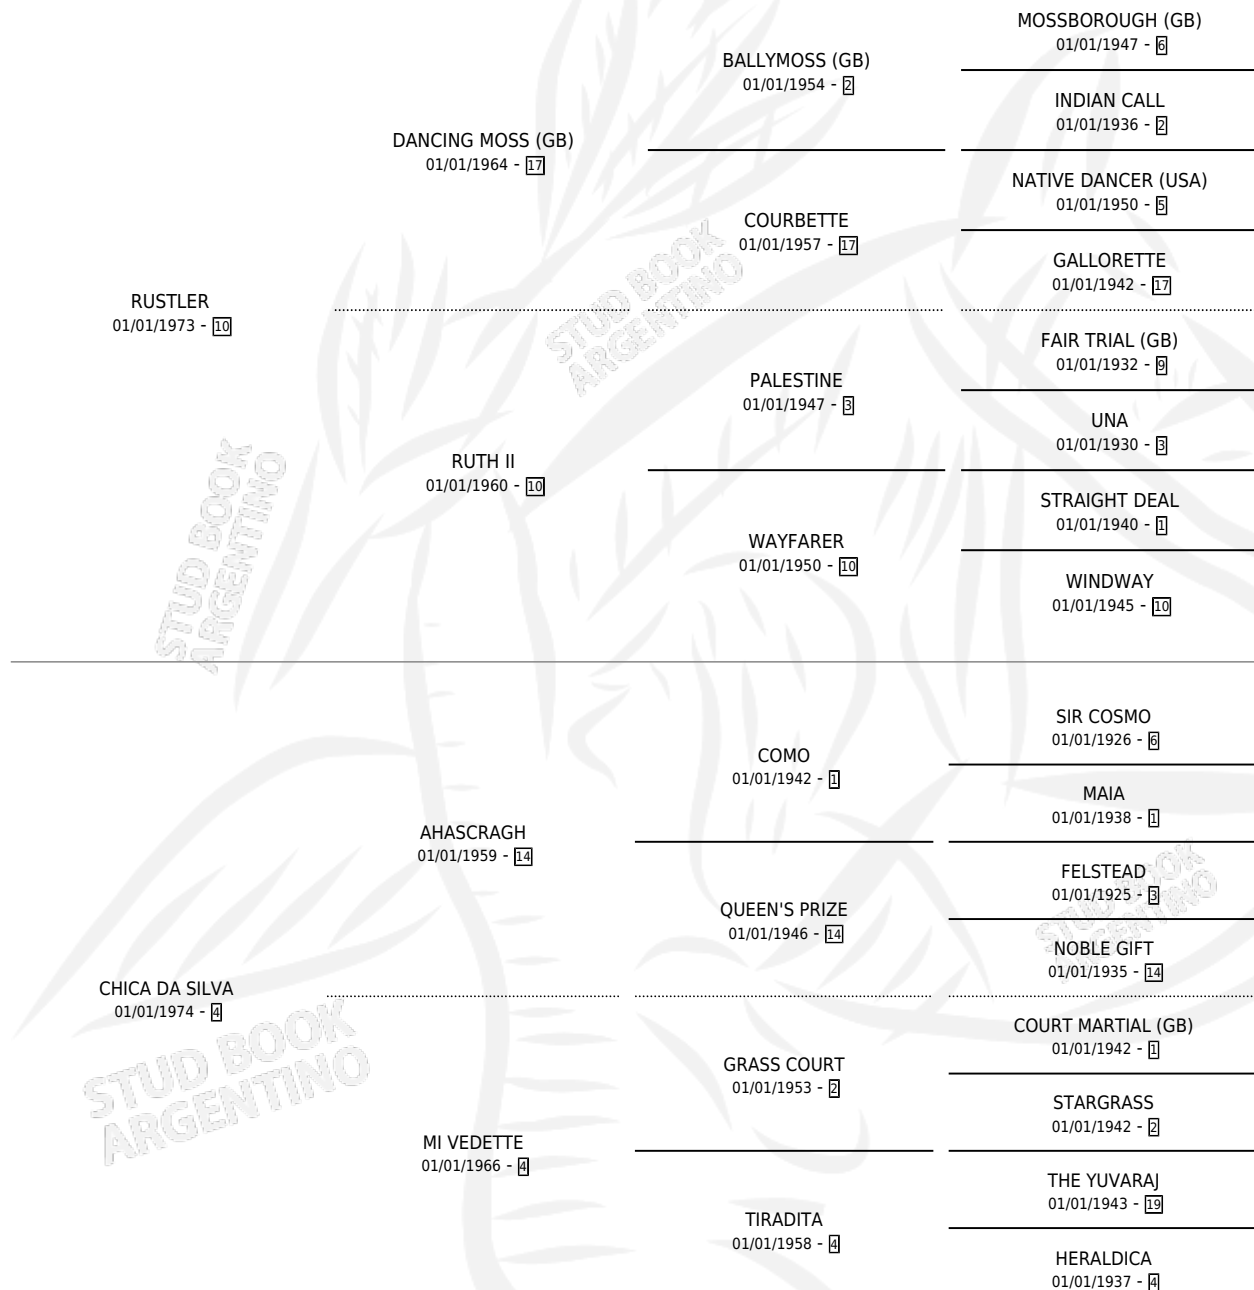 MOSSBOROUGH (GB)
01/01/1947 - 6
BALLYMOSS (GB)
01/01/1954 - 2
INDIAN CALL
01/01/1936 - 2
DANCING MOSS (GB)
01/01/1964 - 17
NATIVE DANCER (USA)
01/01/1950 - 5
COURBETTE
01/01/1957 - 17
GALLORETTE
01/01/1942 - 17
RUSTLER
01/01/1973 - 10
FAIR TRIAL (GB)
01/01/1932 - 9
PALESTINE
01/01/1947 - 3
UNA
01/01/1930 - 3
RUTH II
01/01/1960 - 10
STRAIGHT DEAL
01/01/1940 - 1
WAYFARER
01/01/1950 - 10
WINDWAY
01/01/1945 - 10
SIR COSMO
01/01/1926 - 6
COMO
01/01/1942 - 1
MAIA
01/01/1938 - 1
AHASCRAGH
01/01/1959 - 14
FELSTEAD
01/01/1925 - 3
QUEEN'S PRIZE
01/01/1946 - 14
NOBLE GIFT
01/01/1935 - 14
CHICA DA SILVA
01/01/1974 - 4
COURT MARTIAL (GB)
01/01/1942 - 1
GRASS COURT
01/01/1953 - 2
STARGRASS
01/01/1942 - 2
MI VEDETTE
01/01/1966 - 4
THE YUVARAJ
01/01/1943 - 19
TIRADITA
01/01/1958 - 4
HERALDICA
01/01/1937 - 4
STUD BOOK
ARGENTINO
STUD BOOK
ARGENTINO
STUD BOOK
ARGENTINO
STUD BOOK
ARGENTINO